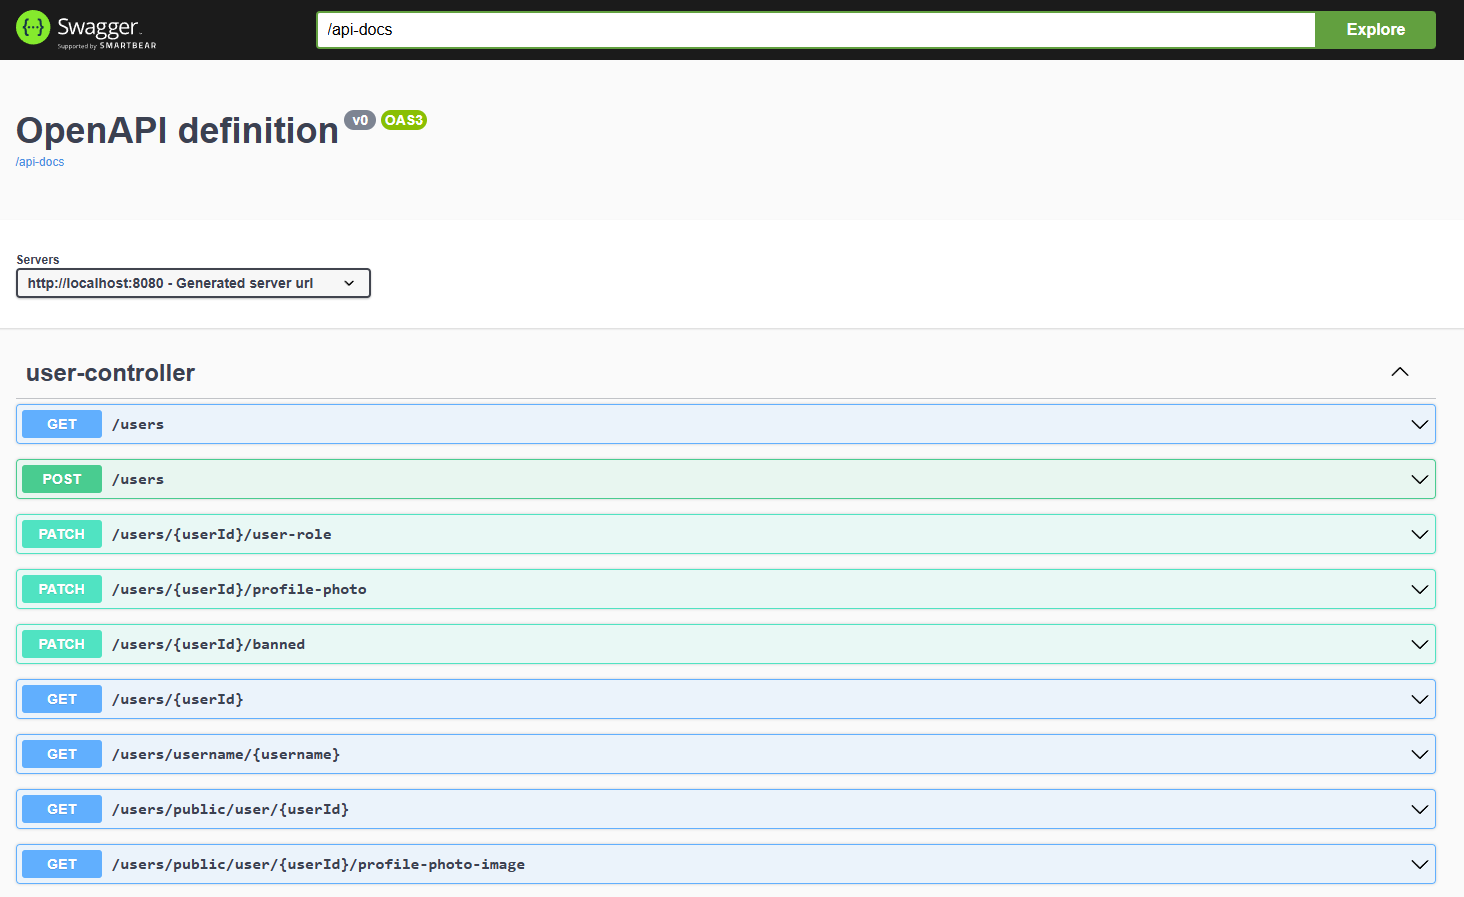 Swagger
Supported by SMARTBEAR
/api-docs
Explore
OpenAPI definition v0 OAS3
/api-docs
Servers
http://localhost:8080 - Generated server url
user-controller
GET /users
POST /users
PATCH /users/{userId}/user-role
PATCH /users/{userId}/profile-photo
PATCH /users/{userId}/banned
GET /users/{userId}
GET /users/username/{username}
GET /users/public/user/{userId}
GET /users/public/user/{userId}/profile-photo-image